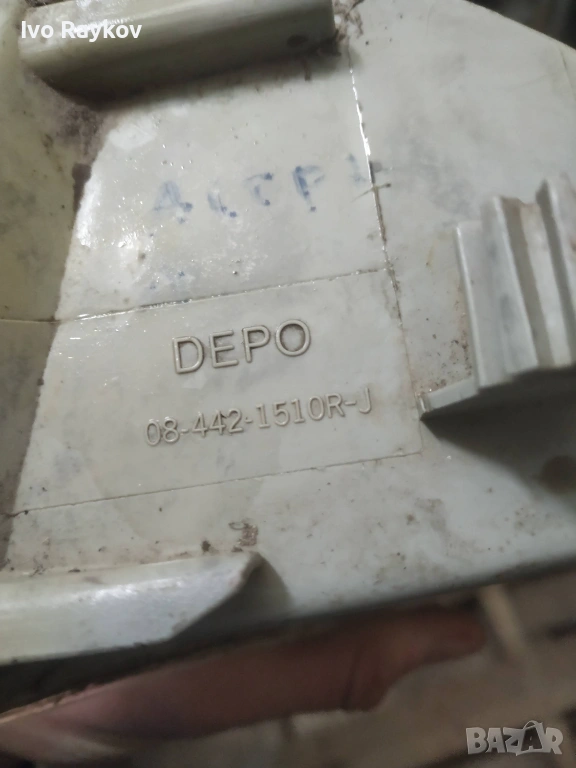 Ivo Raykov
DEPO
08-442-1510R-J
BAZAR